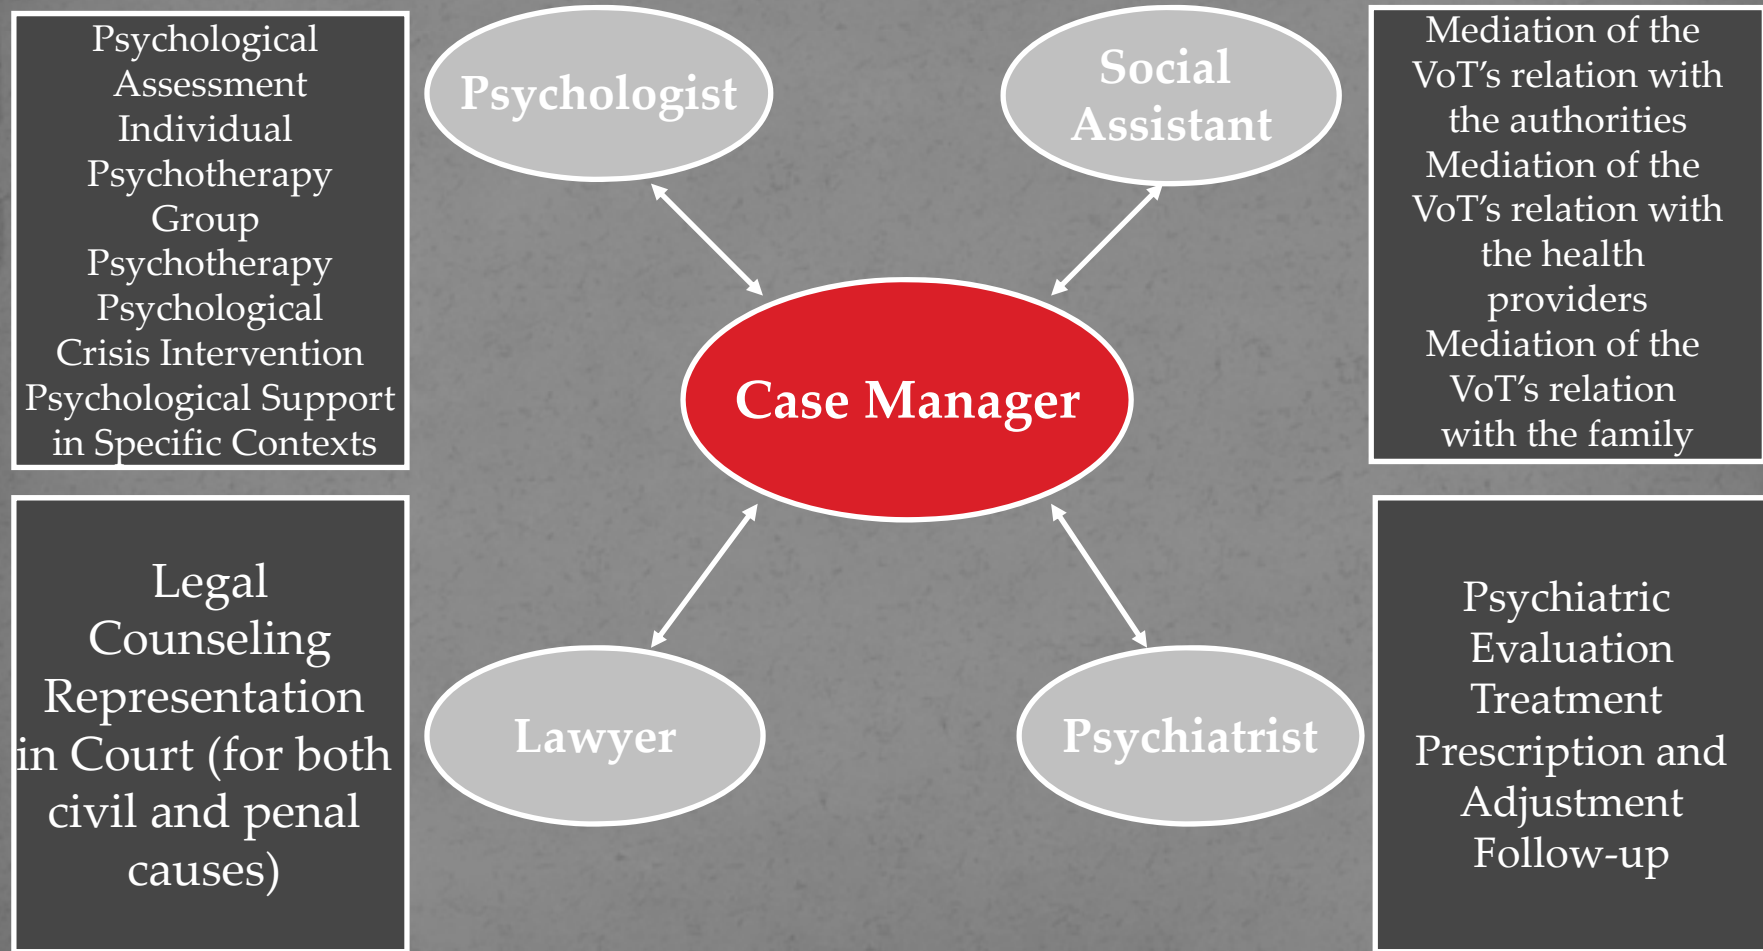 Psychological
Assessment
Individual
Psychotherapy
Group
Psychotherapy
Psychological
Crisis Intervention
Psychological Support
in Specific Contexts
Psychologist
Social
Assistant
Mediation of the
VoT’s relation with
the authorities
Mediation of the
VoT’s relation with
the health
providers
Mediation of the
VoT’s relation
with the family
Case Manager
Legal
Counseling
Representation
in Court (for both
civil and penal
causes)
Lawyer
Psychiatrist
Psychiatric
Evaluation
Treatment
Prescription and
Adjustment
Follow-up